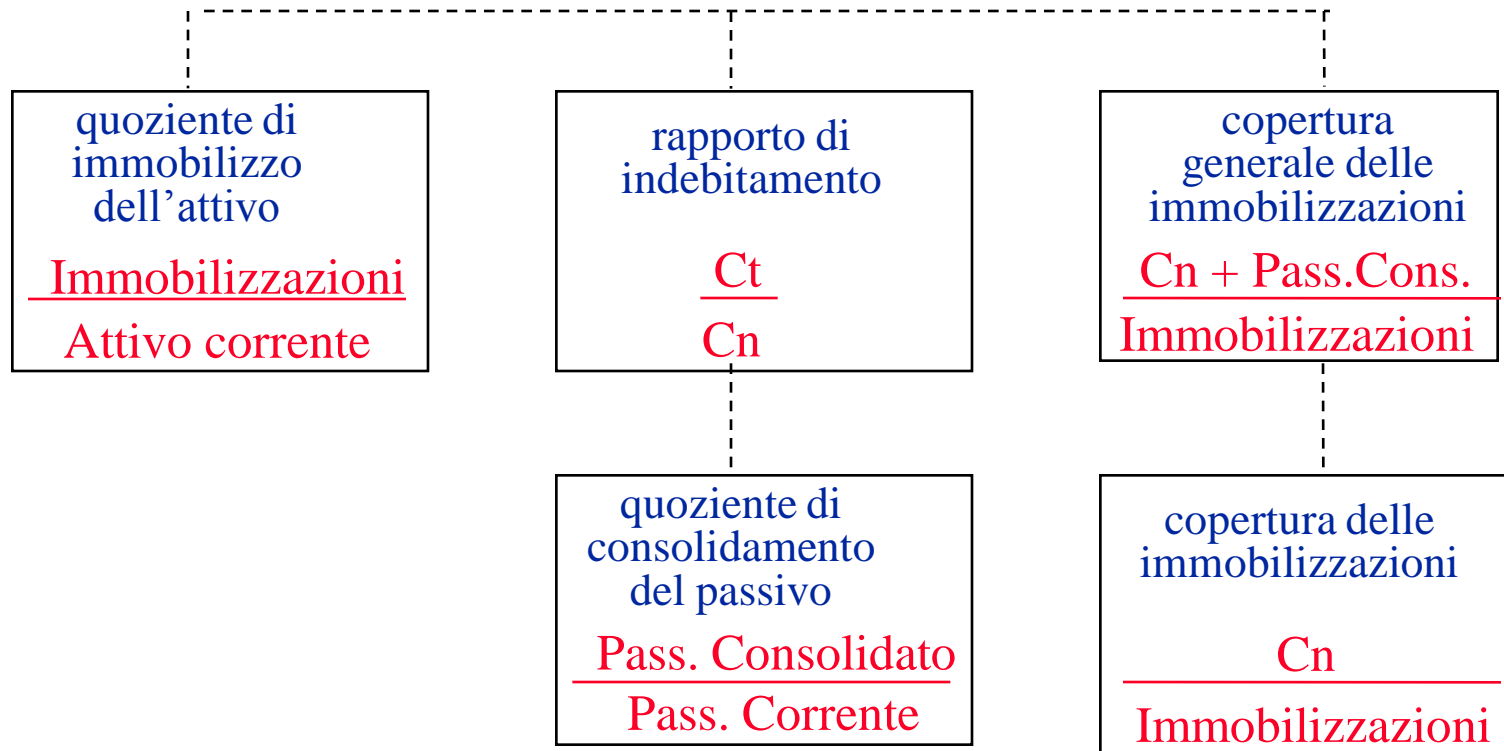 quoziente di
immobilizzo
dell’attivo
Immobilizzazioni
Attivo corrente
rapporto di
indebitamento
Ct
Cn
copertura
generale delle
immobilizzazioni
Cn + Pass.Cons.
Immobilizzazioni
quoziente di
consolidamento
del passivo
Pass. Consolidato
Pass. Corrente
copertura delle
immobilizzazioni
Cn
Immobilizzazioni